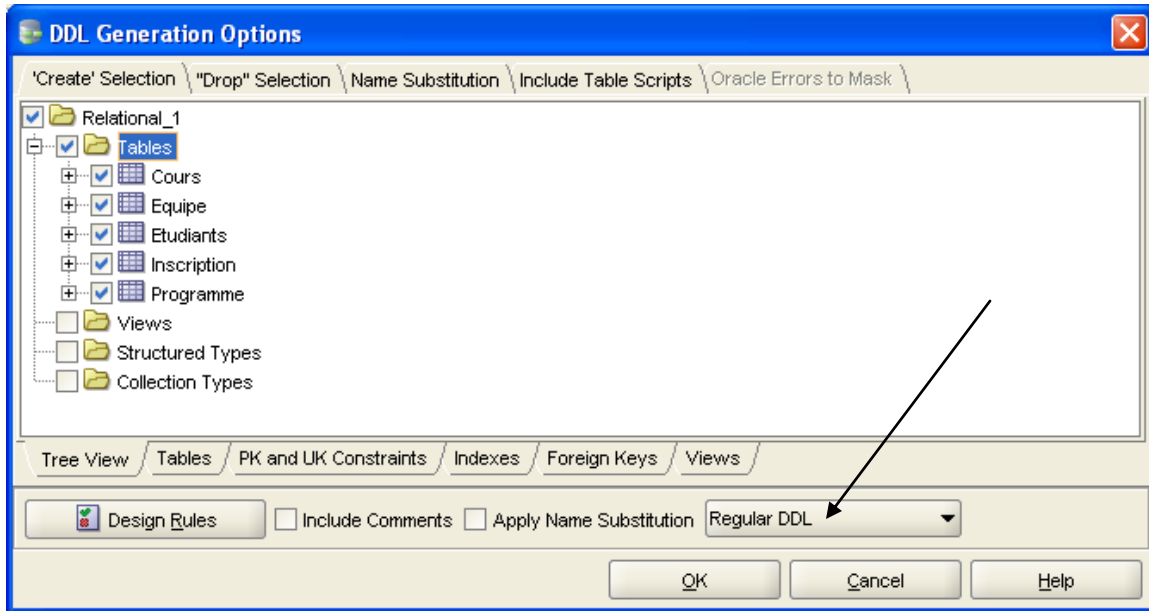 DDL Generation Options
'Create' Selection "Drop" Selection Name Substitution Include Table Scripts Oracle Errors to Mask
Relational_1
Tables
Cours
Equipe
Etudiants
Inscription
Programme
Views
Structured Types
Collection Types
Tree View Tables PK and UK Constraints Indexes Foreign Keys Views
Design Rules Include Comments Apply Name Substitution Regular DDL
OK Cancel Help